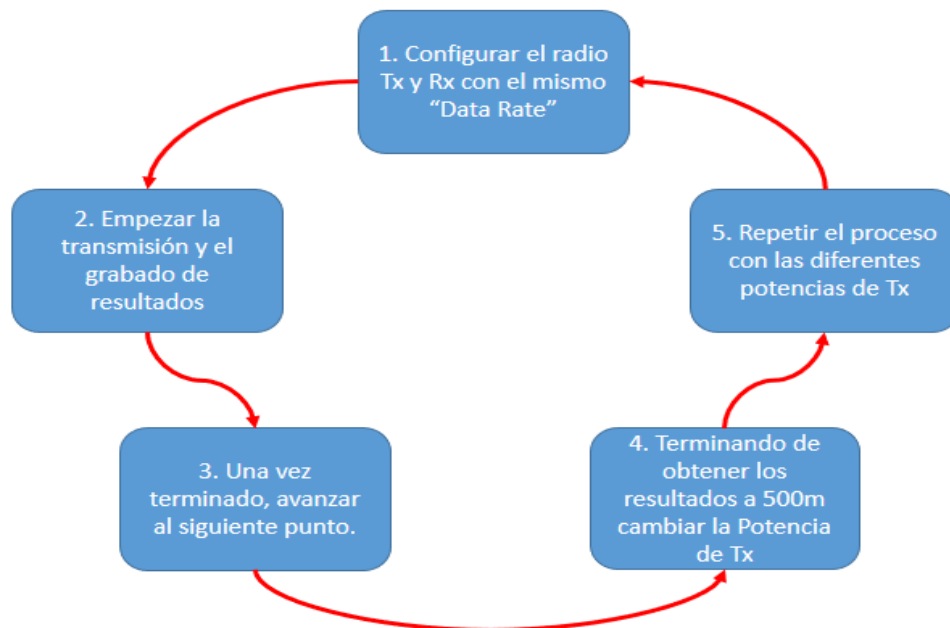 1. Configurar el radio
Tx y Rx con el mismo
“Data Rate”
2. Empezar la
transmisión y el
grabado de
resultados
3. Una vez
terminado, avanzar
al siguiente punto.
4. Terminando de
obtener los
resultados a 500m
cambiar la Potencia
de Tx
5. Repetir el proceso
con las diferentes
potencias de Tx